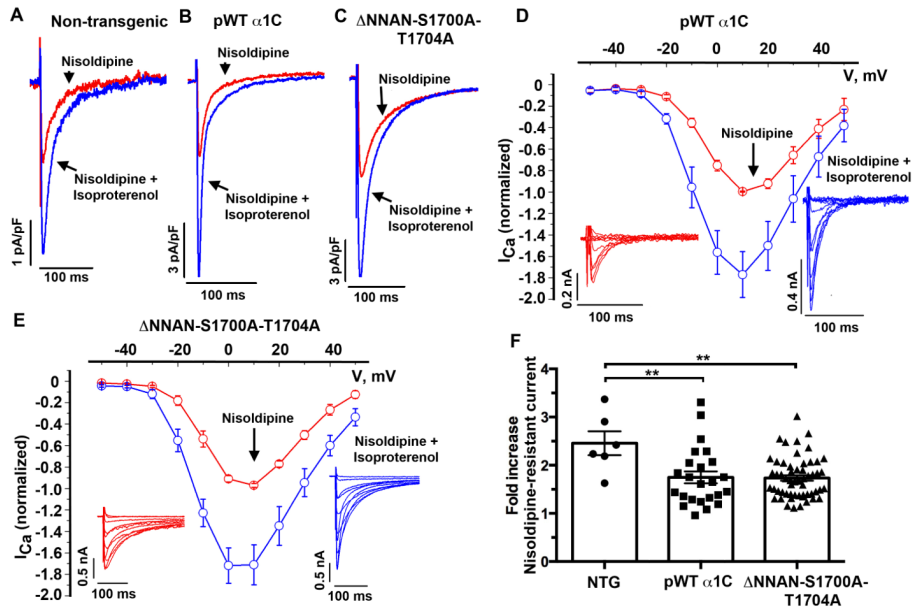 A
Non-transgenic
Nisoldipine
Nisoldipine +
Isoproterenol
1 pA/pF
100 ms
B
pWT α1C
Nisoldipine
Nisoldipine +
Isoproterenol
3 pA/pF
100 ms
C
ΔNNAN-S1700A-
T1704A
Nisoldipine
Nisoldipine +
Isoproterenol
3 pA/pF
100 ms
D
pWT α1C
-40 -20 0 20 40
V, mV
0
-0.2
-0.4
-0.6
-0.8
-1.0
-1.2
-1.4
-1.6
-1.8
-2.0
ICa (normalized)
Nisoldipine
Nisoldipine +
Isoproterenol
0.2 nA
100 ms
0.4 nA
100 ms
E
ΔNNAN-S1700A-T1704A
-40 -20 0 20 40
V, mV
0
-0.2
-0.4
-0.6
-0.8
-1.0
-1.2
-1.4
-1.6
-1.8
-2.0
ICa (normalized)
Nisoldipine
Nisoldipine +
Isoproterenol
0.5 nA
100 ms
0.5 nA
100 ms
F
Fold increase
Nisoldipine-resistant current
4
3
2
1
0
**
**
NTG
pWT α1C
ΔNNAN-S1700A-
T1704A